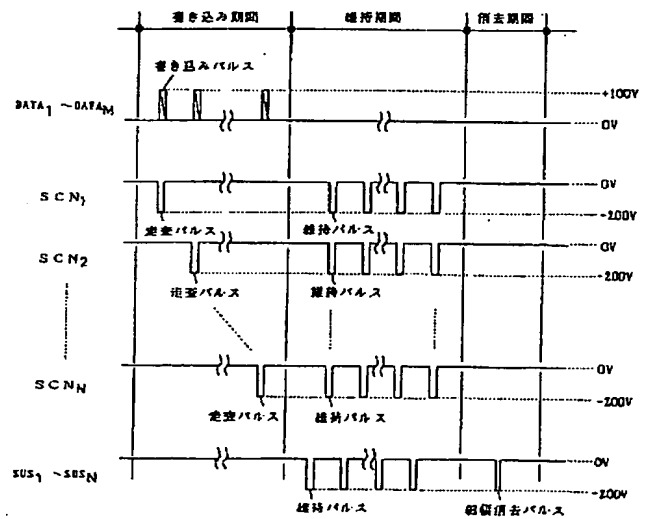 書き込み期間 維持期間 消去期間
書き込みパルス
DATA1 ~DATAM
+100V
0V
SCN1
0V
-200V
走査パルス 維持パルス
SCN2
0V
-200V
走査パルス 維持パルス
SCNN
0V
-200V
走査パルス 維持パルス
SUS1 ~SUSN
0V
-200V
維持パルス 細幅消去パルス